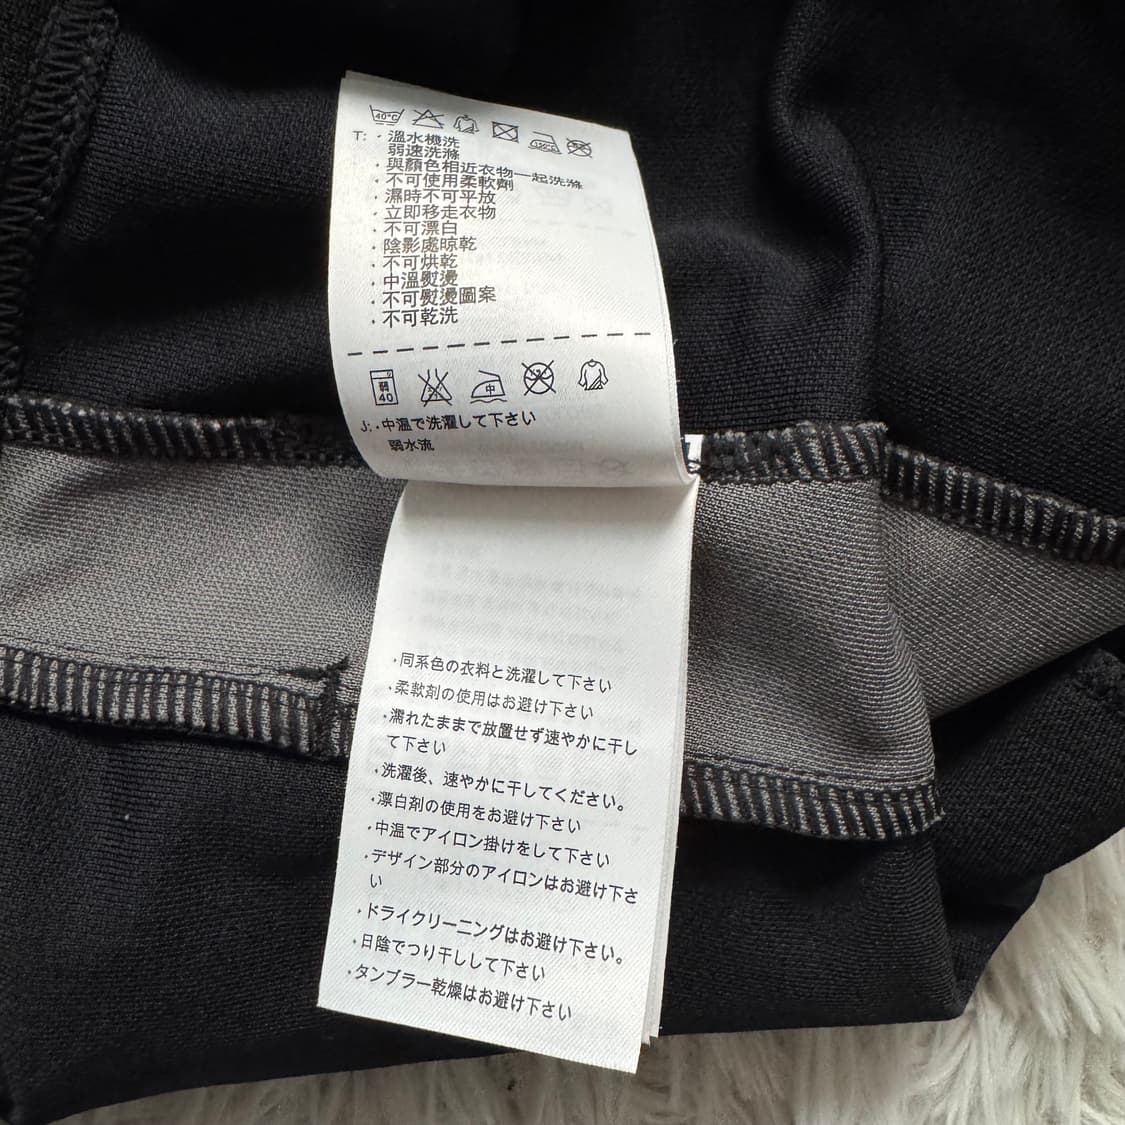 40°C
T: ·溫水機洗
弱速洗滌
·與顏色相近衣物一起洗滌
·不可使用柔軟劑
·濕時不可平放
·立即移走衣物
·不可漂白
·陰影處晾乾
·不可烘乾
·中溫熨燙
·不可熨燙圖案
·不可乾洗
弱
40
中
J: ·中温で洗濯して下さい
弱水流
·同系色の衣料と洗濯して下さい
·柔軟剤の使用はお避け下さい
·濡れたままで放置せず速やかに干し
て下さい
·洗濯後、速やかに干してください。
·漂白剤の使用をお避け下さい
·中温でアイロン掛けをして下さい
·デザイン部分のアイロンはお避け下さ
い
·ドライクリーニングはお避け下さい。
·日陰でつり干しして下さい
·タンブラー乾燥はお避け下さい